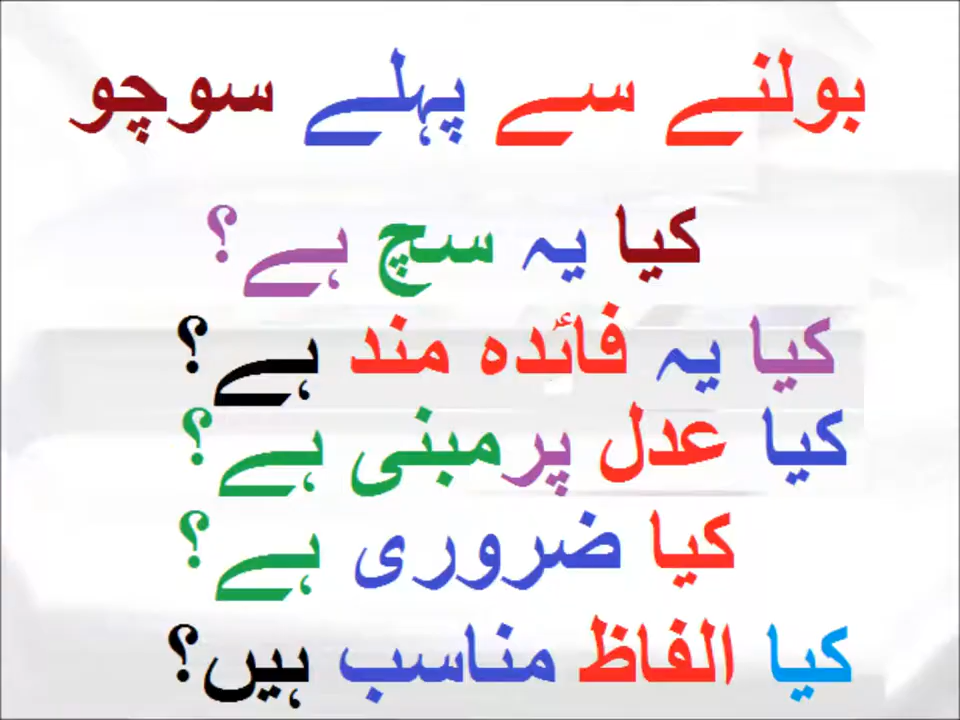 بولنے سے پہلے سوچو
کیا یہ سچ ہے؟
کیا یہ فائدہ مند ہے؟
کیا عدل پرمبنی ہے؟
کیا ضروری ہے؟
کیا الفاظ مناسب ہیں؟